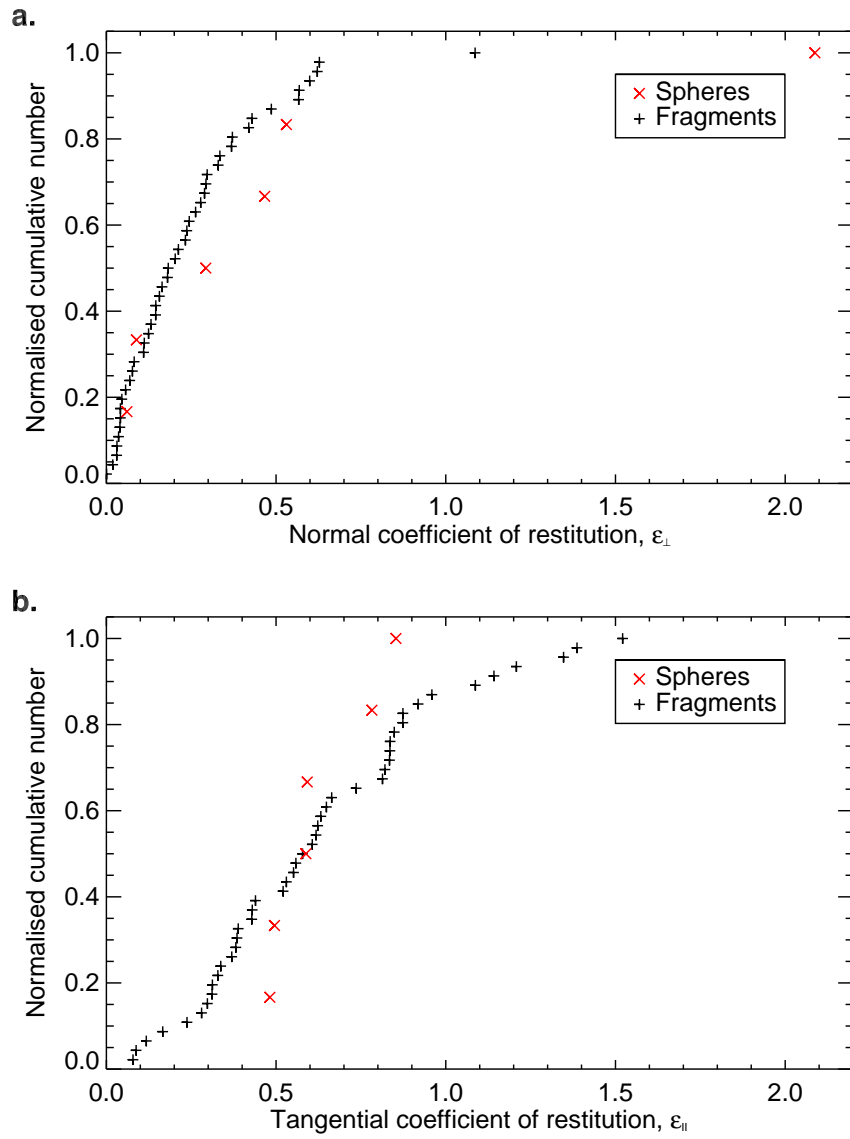 a.
1.0
0.8
0.6
0.4
0.2
0.0
Normalised cumulative number
Spheres
Fragments
0.0 0.5 1.0 1.5 2.0
Normal coefficient of restitution, ε⊥
b.
1.0
0.8
0.6
0.4
0.2
0.0
Normalised cumulative number
Spheres
Fragments
0.0 0.5 1.0 1.5 2.0
Tangential coefficient of restitution, ε||